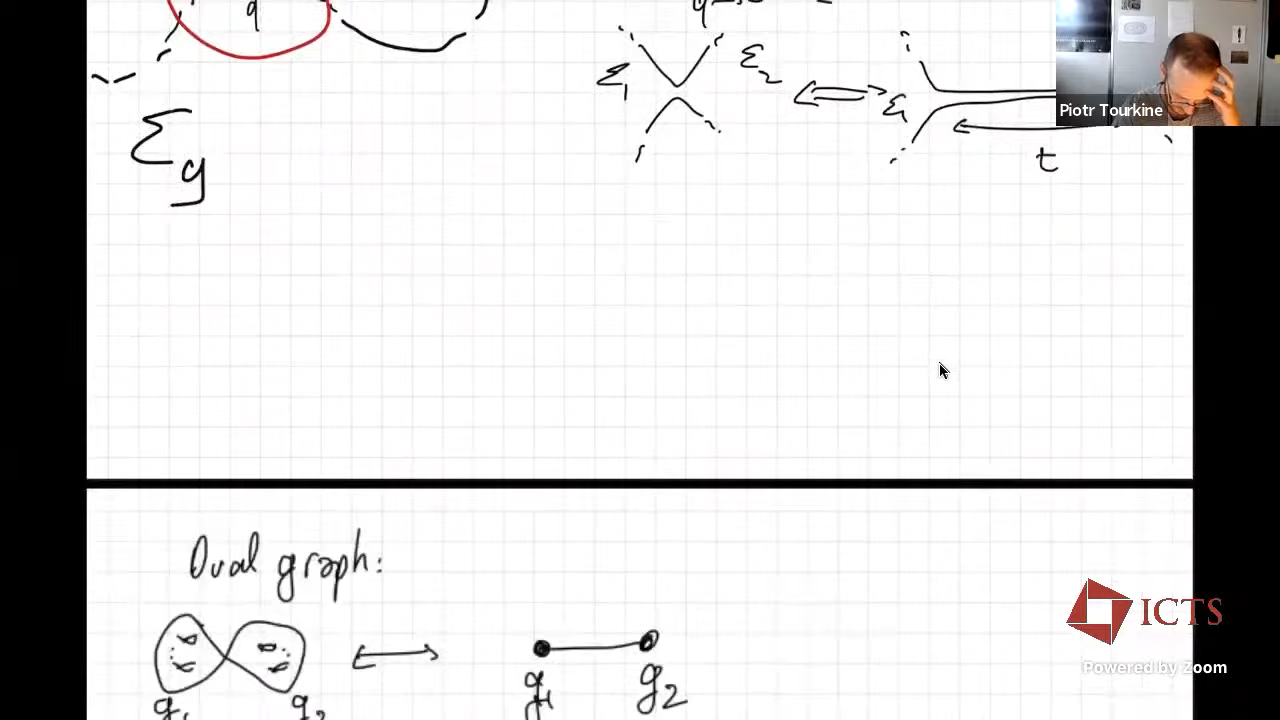 q
Σ1 Σ2 ⟺ Σ1
Piotr Tourkine
t
Σg
Dual graph:
ICTS
Powered by Zoom
g1 g2 g1 g2